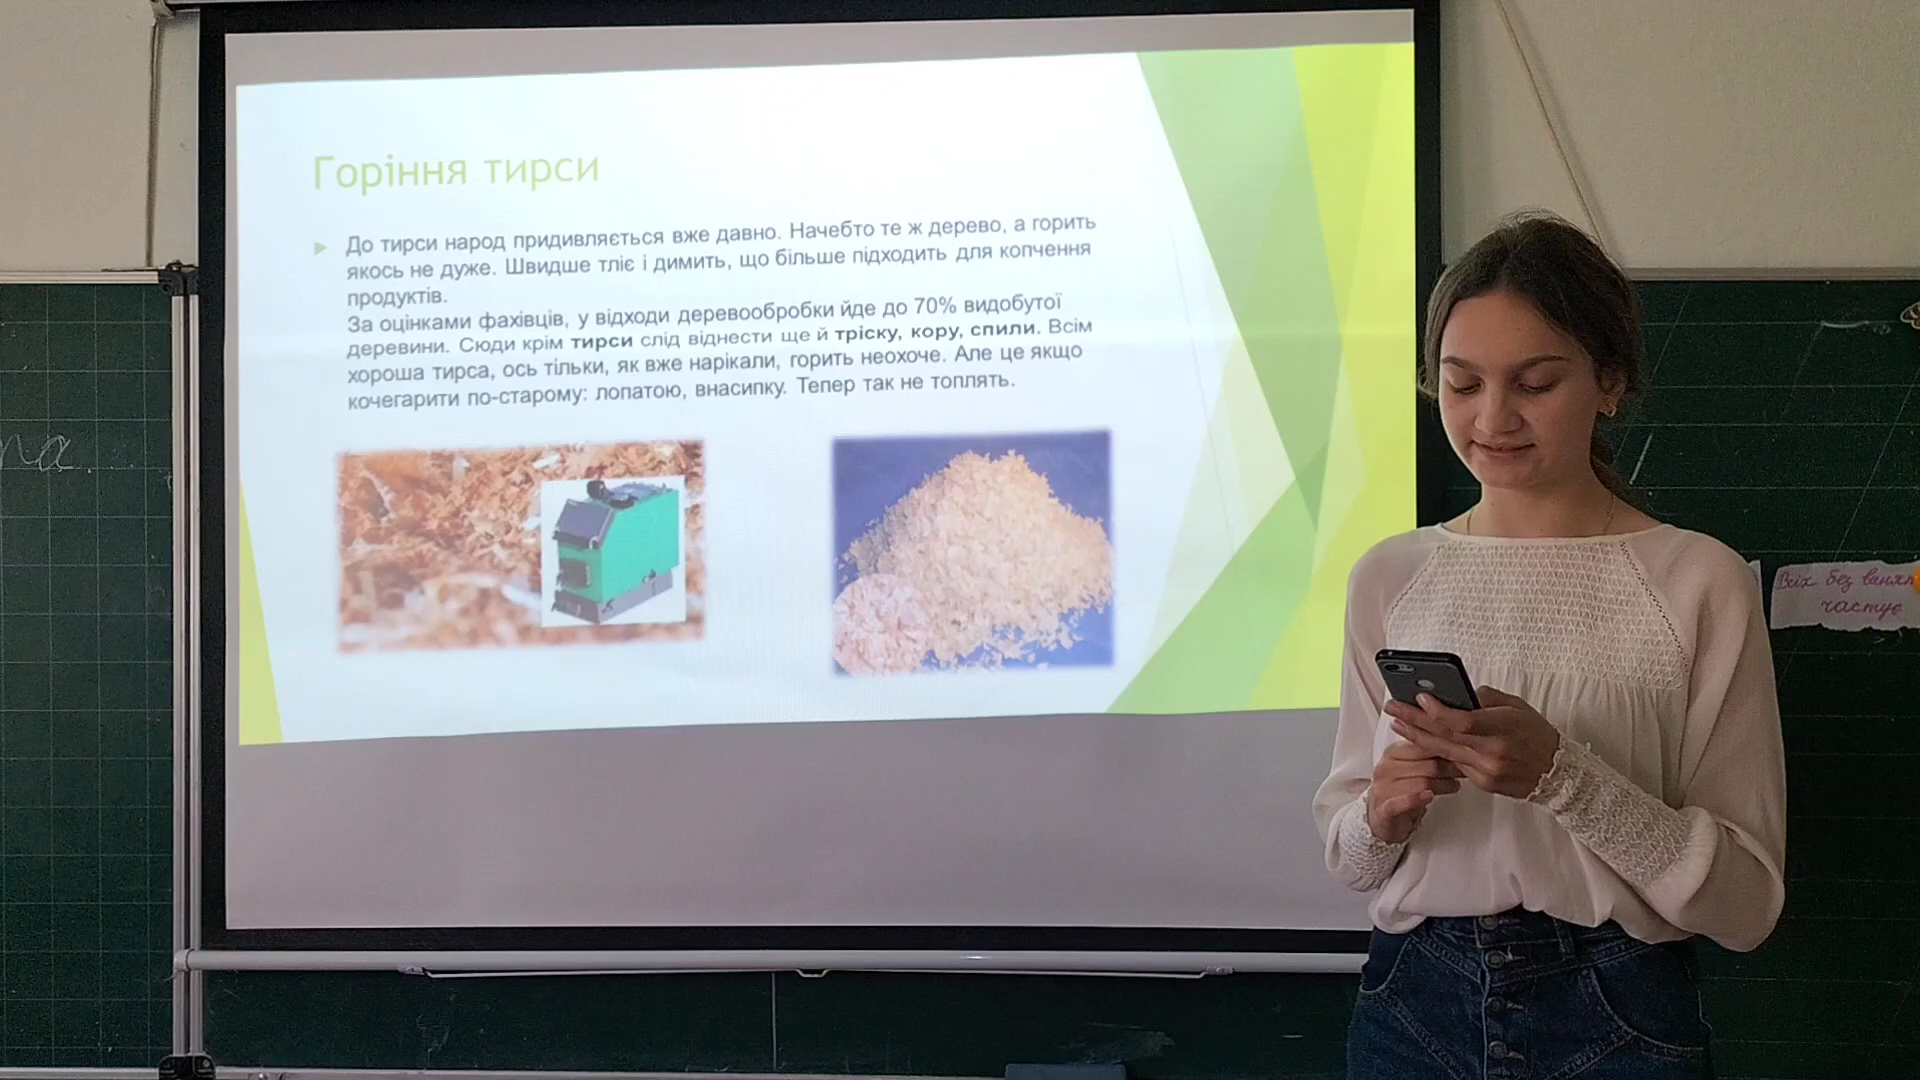 Горіння тирси
До тирси народ придивляється вже давно. Начебто те ж дерево, а горить
якось не дуже. Швидше тліє і димить, що більше підходить для копчення
продуктів.
За оцінками фахівців, у відходи деревообробки йде до 70% видобутої
деревини. Сюди крім тирси слід віднести ще й тріску, кору, спили. Всім
хороша тирса, ось тільки, як вже нарікали, горить неохоче. Але це якщо
кочегарити по-старому: лопатою, внасипку. Тепер так не топлять.
Всіх без
частує